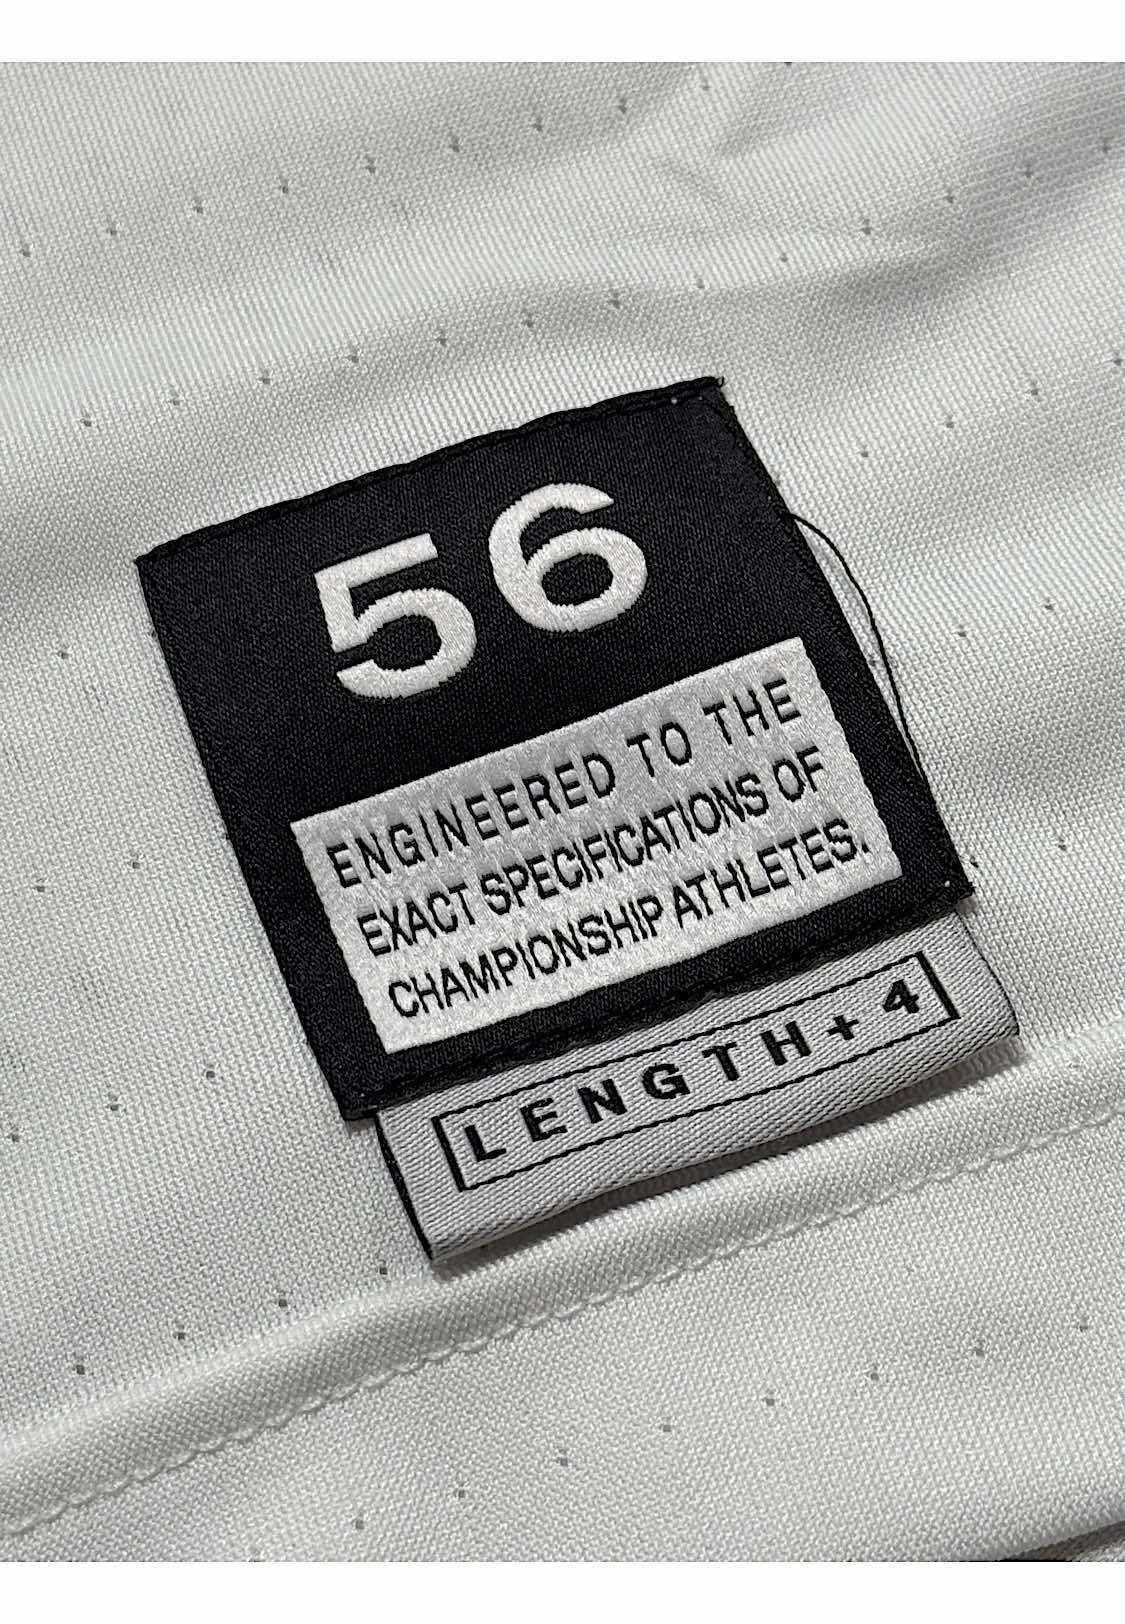 56
ENGINEERED TO THE
EXACT SPECIFICATIONS OF
CHAMPIONSHIP ATHLETES.
LENGTH+ 4